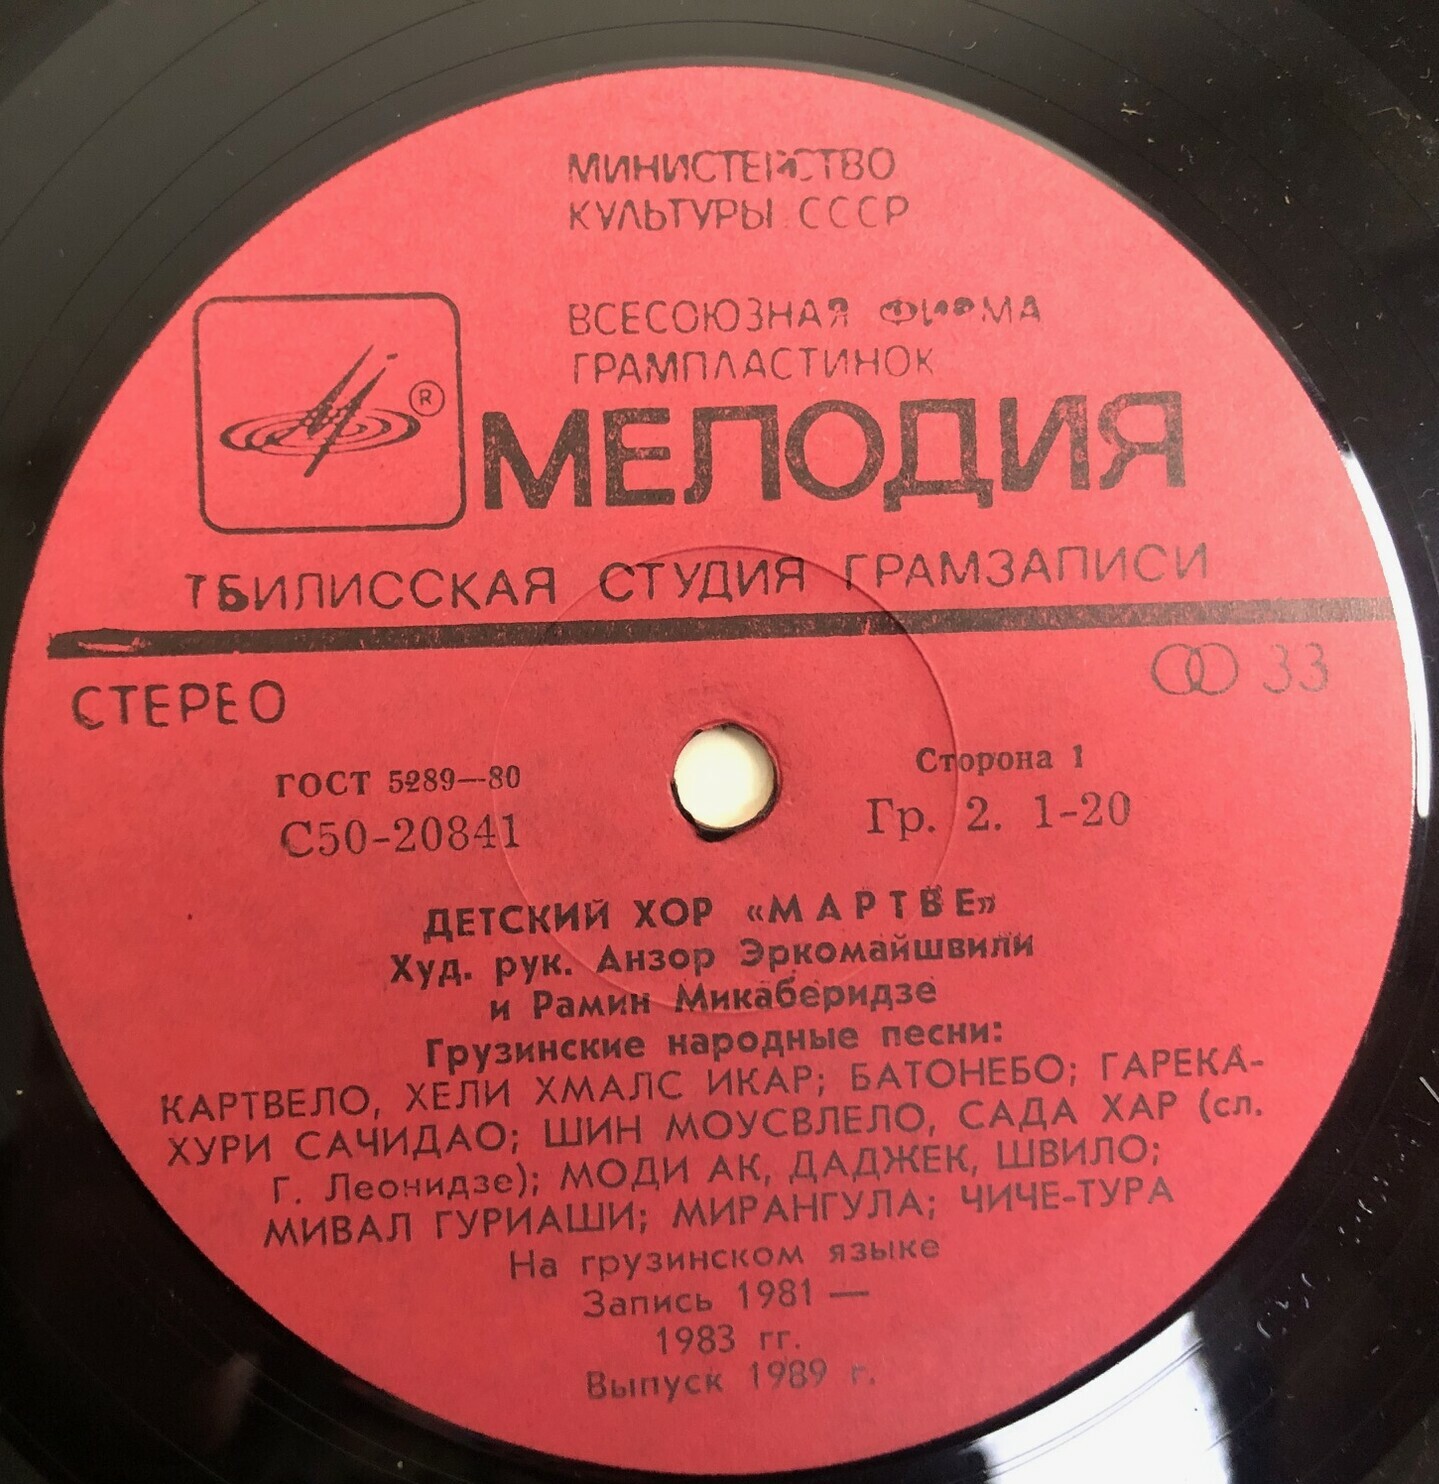 МИНИСТЕРСТВО
КУЛЬТУРЫ СССР
ВСЕСОЮЗНАЯ ФИРМА
ГРАМПЛАСТИНОК
®
МЕЛОДИЯ
ТБИЛИССКАЯ СТУДИЯ ГРАМЗАПИСИ
СТЕРЕО
33
ГОСТ 5289—80
Сторона 1
С50-20841
Гр. 2. 1-20
ДЕТСКИЙ ХОР «МАРТВЕ»
Худ. рук. Анзор Эркомайшвили
и Рамин Микаберидзе
Грузинские народные песни:
КАРТВЕЛО, ХЕЛИ ХМАЛС ИКАР; БАТОНЕБО; ГАРЕКА-
ХУРИ САЧИДАО; ШИН МОУСВЛЕЛО, САДА ХАР (сл.
Г. Леонидзе); МОДИ АК, ДАДЖЕК, ШВИЛО;
МИВАЛ ГУРИАШИ; МИРАНГУЛА; ЧИЧЕ-ТУРА
На грузинском языке
Запись 1981 —
1983 гг.
Выпуск 1989 г.